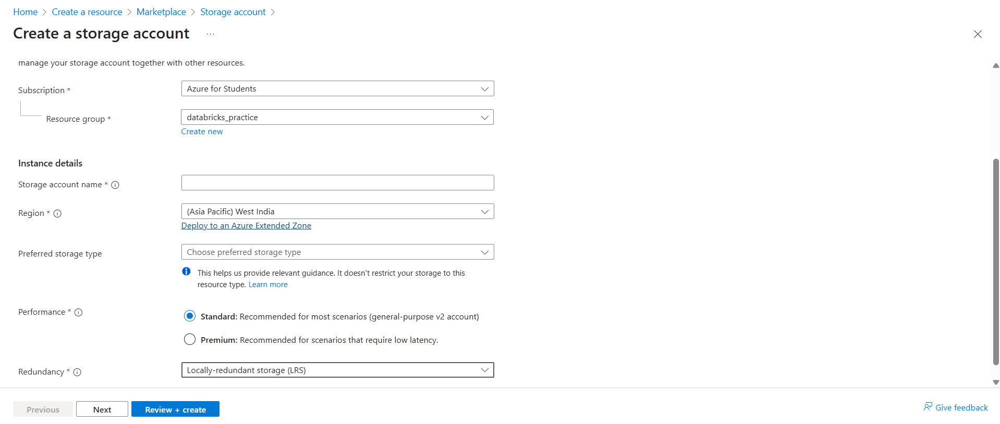 Home > Create a resource > Marketplace > Storage account >
Create a storage account ...
manage your storage account together with other resources.
Subscription * Azure for Students
Resource group * databricks_practice
Create new
Instance details
Storage account name *
Region * (Asia Pacific) West India
Deploy to an Azure Extended Zone
Preferred storage type Choose preferred storage type
This helps us provide relevant guidance. It doesn't restrict your storage to this
resource type. Learn more
Performance * Standard: Recommended for most scenarios (general-purpose v2 account)
Premium: Recommended for scenarios that require low latency.
Redundancy * Locally-redundant storage (LRS)
Previous Next Review + create Give feedback